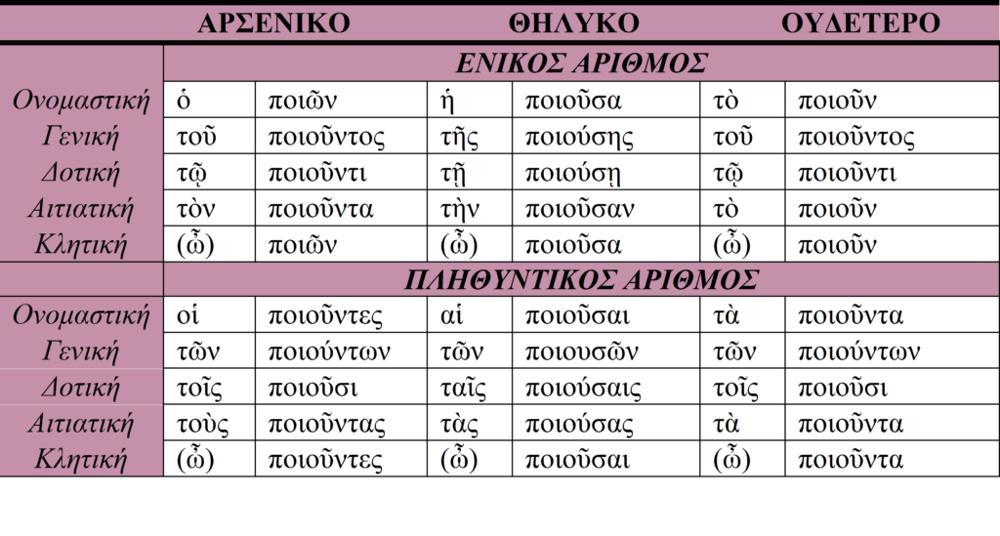 ΑΡΣΕΝΙΚΟ ΘΗΛΥΚΟ ΟΥΔΕΤΕΡΟ
ΕΝΙΚΟΣ ΑΡΙΘΜΟΣ
Ονομαστική ὁ ποιῶν ἡ ποιοῦσα τὸ ποιοῦν
Γενική τοῦ ποιοῦντος τῆς ποιούσης τοῦ ποιοῦντος
Δοτική τῷ ποιοῦντι τῇ ποιούσῃ τῷ ποιοῦντι
Αιτιατική τὸν ποιοῦντα τὴν ποιοῦσαν τὸ ποιοῦν
Κλητική (ὦ) ποιῶν (ὦ) ποιοῦσα (ὦ) ποιοῦν
ΠΛΗΘΥΝΤΙΚΟΣ ΑΡΙΘΜΟΣ
Ονομαστική οἱ ποιοῦντες αἱ ποιοῦσαι τὰ ποιοῦντα
Γενική τῶν ποιούντων τῶν ποιουσῶν τῶν ποιούντων
Δοτική τοῖς ποιοῦσι ταῖς ποιούσαις τοῖς ποιοῦσι
Αιτιατική τοὺς ποιοῦντας τὰς ποιούσας τὰ ποιοῦντα
Κλητική (ὦ) ποιοῦντες (ὦ) ποιοῦσαι (ὦ) ποιοῦντα